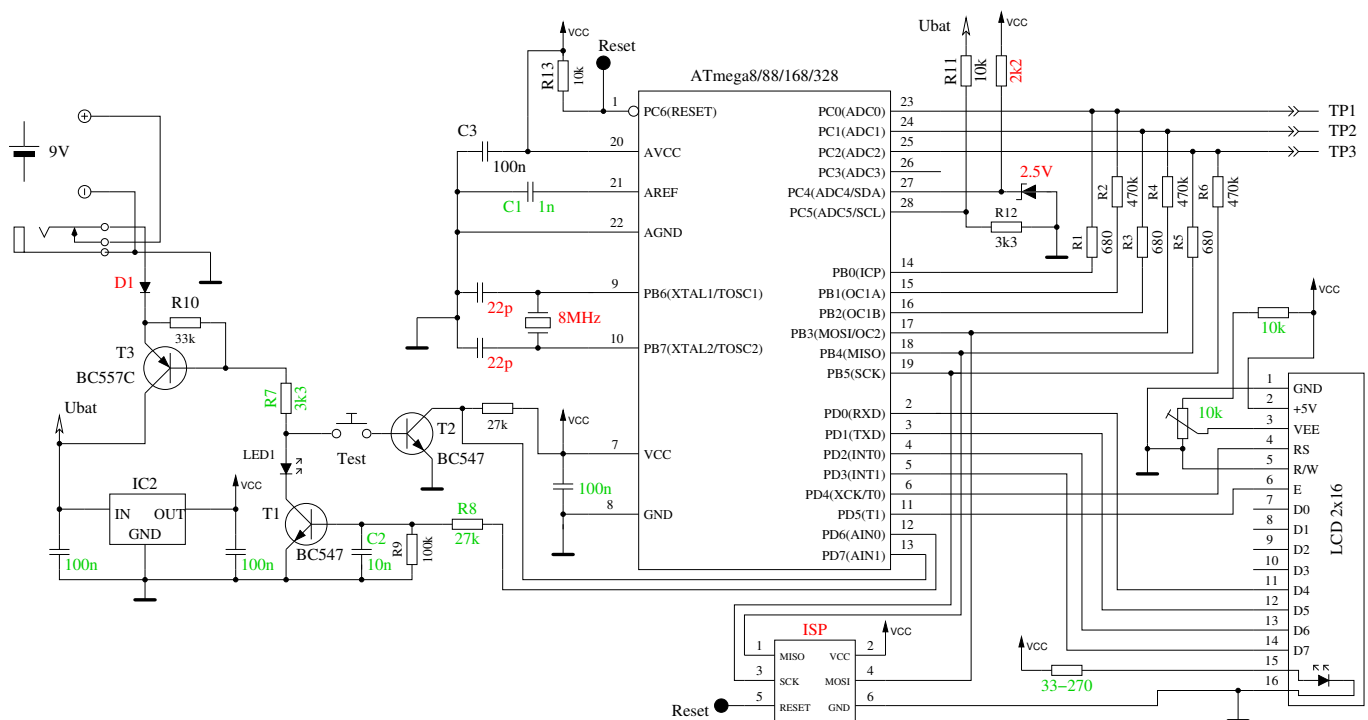 ATmega8/88/168/328
Reset
VCC
R13
10k
C3
100n
C1
1n
1
PC6(RESET)
20
AVCC
21
AREF
22
AGND
9
PB6(XTAL1/TOSC1)
10
PB7(XTAL2/TOSC2)
7
VCC
8
GND
22p
8MHz
22p
PC0(ADC0)
23
PC1(ADC1)
24
PC2(ADC2)
25
PC3(ADC3)
26
PC4(ADC4/SDA)
27
PC5(ADC5/SCL)
28
PB0(ICP)
14
PB1(OC1A)
15
PB2(OC1B)
16
PB3(MOSI/OC2)
17
PB4(MISO)
18
PB5(SCK)
19
PD0(RXD)
2
PD1(TXD)
3
PD2(INT0)
4
PD3(INT1)
5
PD4(XCK/T0)
6
PD5(T1)
11
PD6(AIN0)
12
PD7(AIN1)
13
Ubat
R11
10k
VCC
2k2
2.5V
R12
3k3
TP1
TP2
TP3
R1
680
R2
470k
R3
680
R4
470k
R5
680
R6
470k
9V
D1
R10
33k
T3
BC557C
Ubat
R7
3k3
LED1
Test
T2
BC547
27k
VCC
100n
IC2
IN
OUT
GND
VCC
100n
100n
T1
BC547
C2
10n
R9
100k
R8
27k
VCC
10k
10k
LCD 2x16
1
GND
2
+5V
3
VEE
4
RS
5
R/W
6
E
7
D0
8
D1
9
D2
10
D3
11
D4
12
D5
13
D6
14
D7
15
16
VCC
33−270
ISP
VCC
1
MISO
VCC
2
3
SCK
MOSI
4
5
RESET
GND
6
Reset